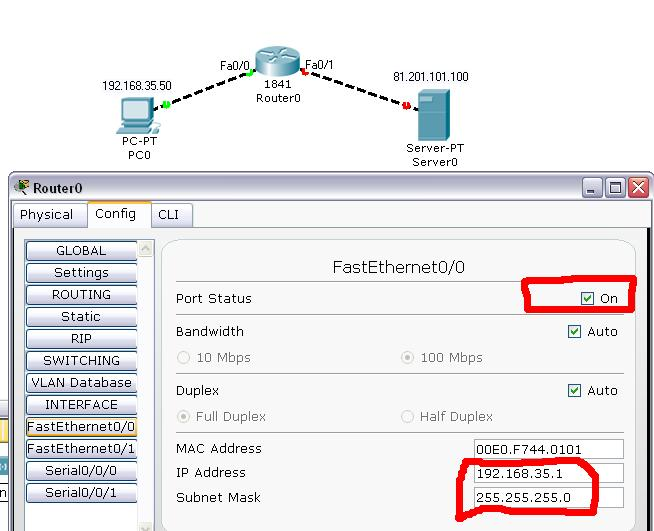 192.168.35.50
Fa0/0
Fa0/1
81.201.101.100
1841
Router0
PC-PT
PC0
Server-PT
Server0
Router0
Physical Config CLI
GLOBAL
Settings
ROUTING
Static
RIP
SWITCHING
VLAN Database
INTERFACE
FastEthernet0/0
FastEthernet0/1
Serial0/0/0
Serial0/0/1
FastEthernet0/0
Port Status On
Bandwidth Auto
10 Mbps 100 Mbps
Duplex Auto
Full Duplex Half Duplex
MAC Address 00E0.F744.0101
IP Address 192.168.35.1
Subnet Mask 255.255.255.0